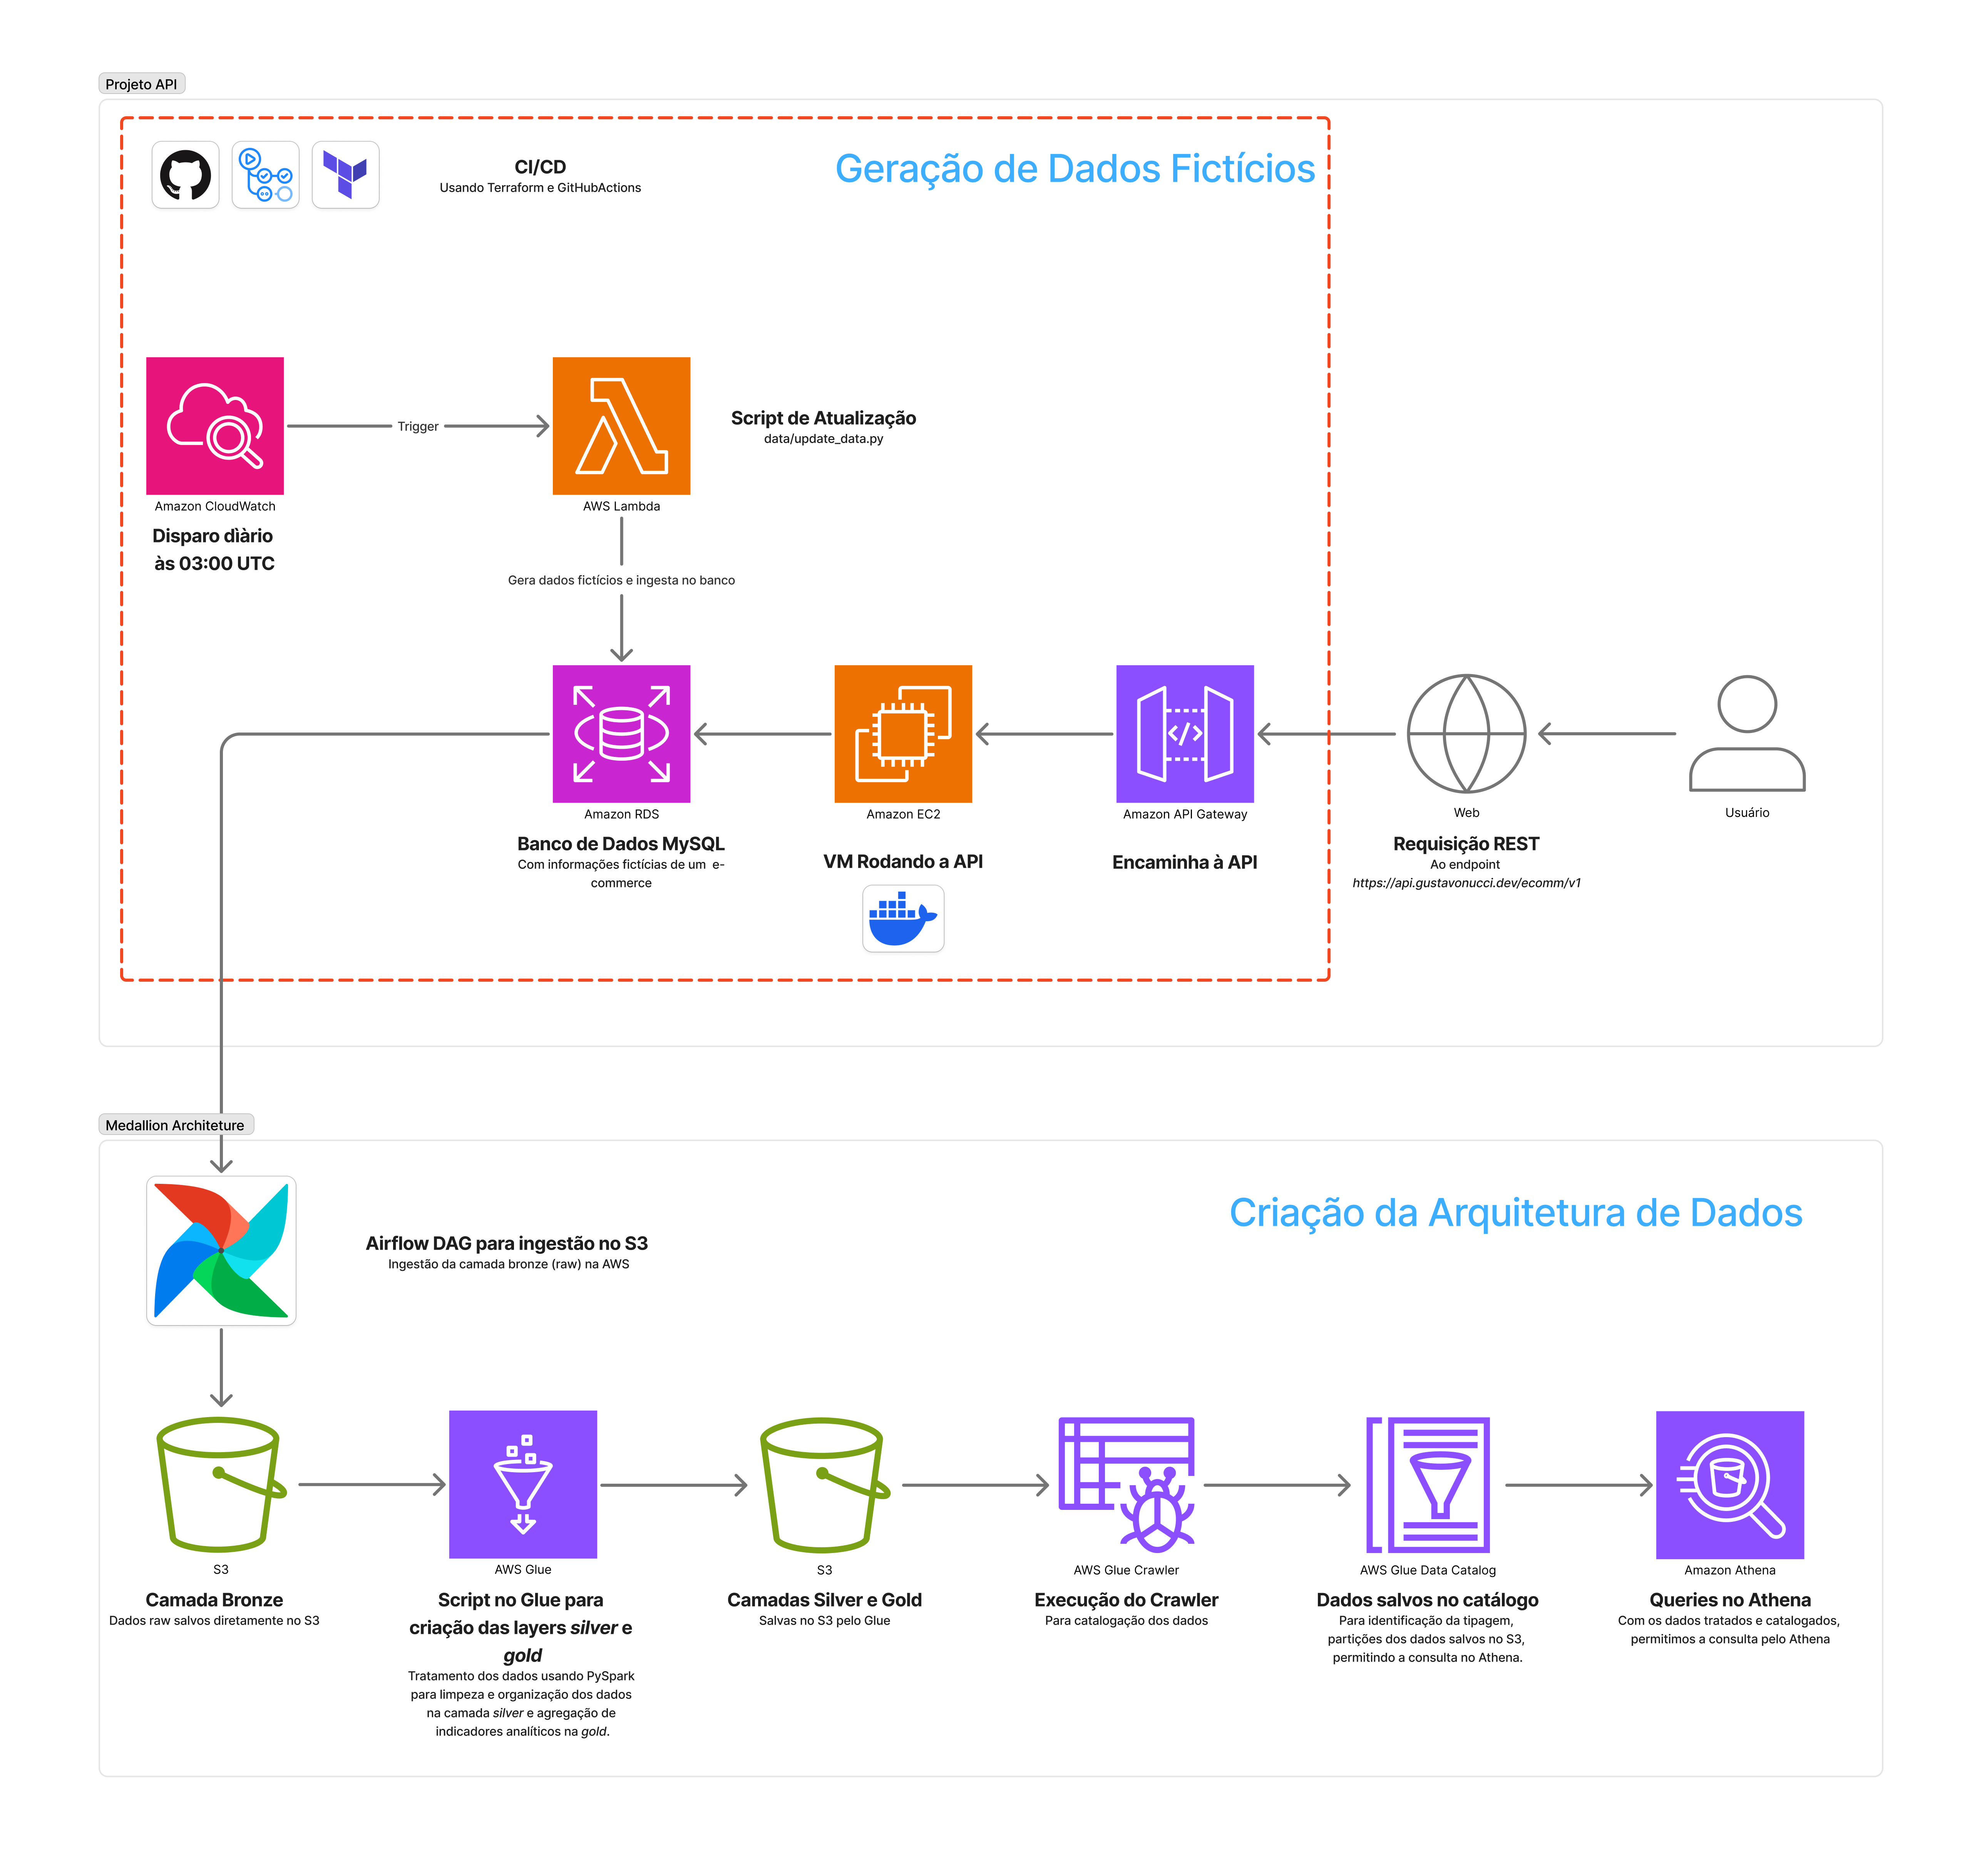 Projeto API
CI/CD
Usando Terraform e GitHubActions
Geração de Dados Fictícios
Trigger
Amazon CloudWatch
Disparo dìàrio
às 03:00 UTC
AWS Lambda
Script de Atualização
data/update_data.py
Gera dados fictícios e ingesta no banco
Amazon RDS
Banco de Dados MySQL
Com informações fictícias de um e-
commerce
Amazon EC2
VM Rodando a API
Amazon API Gateway
Encaminha à API
Web
Requisição REST
Ao endpoint
https://api.gustavonucci.dev/ecomm/v1
Usuário
Medallion Architeture
Criação da Arquitetura de Dados
Airflow DAG para ingestão no S3
Ingestão da camada bronze (raw) na AWS
S3
Camada Bronze
Dados raw salvos diretamente no S3
AWS Glue
Script no Glue para
criação das layers silver e
gold
Tratamento dos dados usando PySpark
para limpeza e organização dos dados
na camada silver e agregação de
indicadores analíticos na gold.
S3
Camadas Silver e Gold
Salvas no S3 pelo Glue
AWS Glue Crawler
Execução do Crawler
Para catalogação dos dados
AWS Glue Data Catalog
Dados salvos no catálogo
Para identificação da tipagem,
partições dos dados salvos no S3,
permitindo a consulta no Athena.
Amazon Athena
Queries no Athena
Com os dados tratados e catalogados,
permitimos a consulta pelo Athena